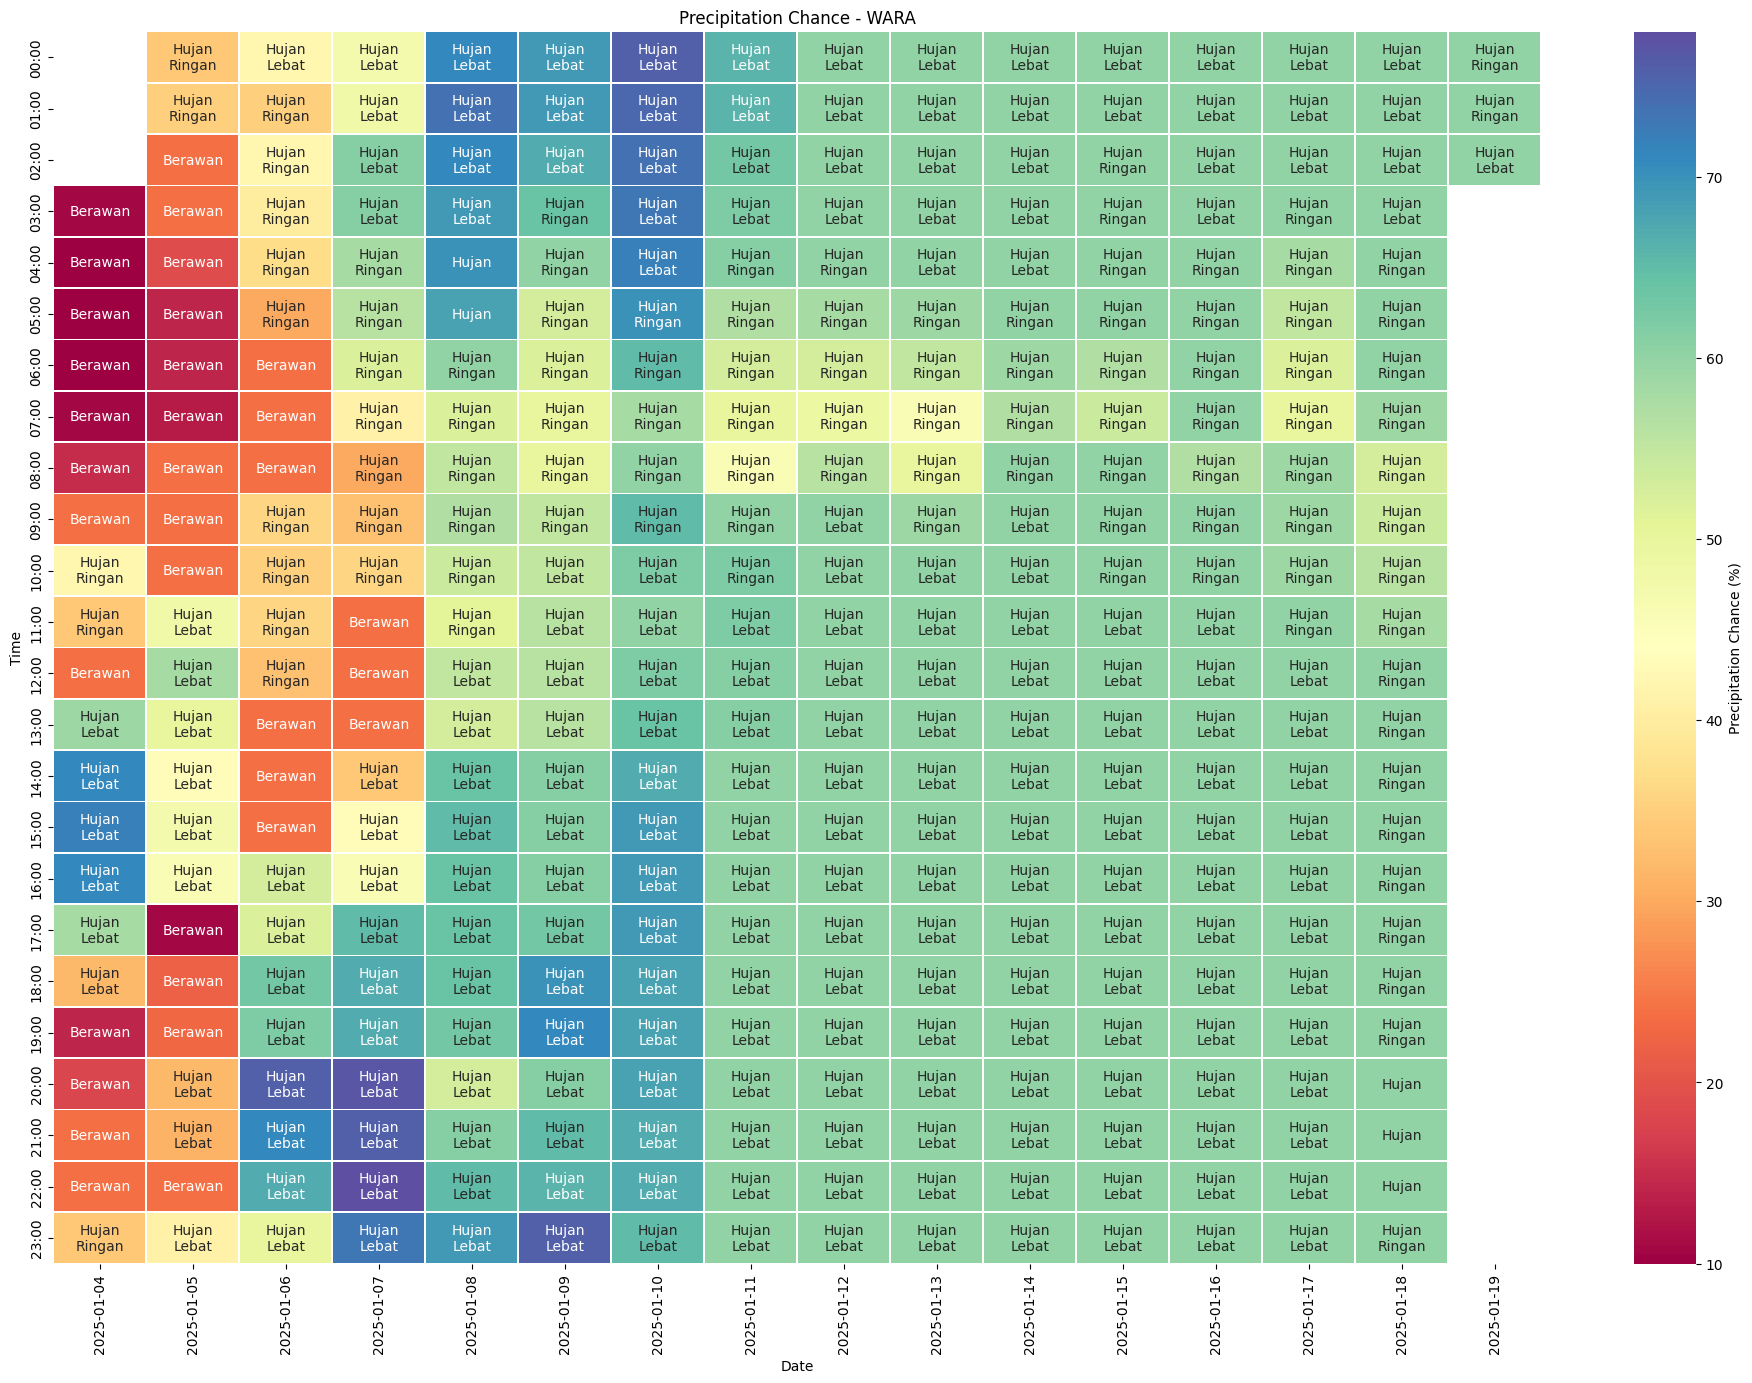 Precipitation Chance - WARA
00:00 Hujan Ringan Hujan Lebat Hujan Lebat Hujan Lebat Hujan Lebat Hujan Lebat Hujan Lebat Hujan Lebat Hujan Lebat Hujan Lebat Hujan Lebat Hujan Lebat Hujan Lebat Hujan Lebat Hujan Ringan
01:00 Hujan Ringan Hujan Ringan Hujan Lebat Hujan Lebat Hujan Lebat Hujan Lebat Hujan Lebat Hujan Lebat Hujan Lebat Hujan Lebat Hujan Lebat Hujan Lebat Hujan Lebat Hujan Lebat Hujan Ringan
02:00 Berawan Hujan Ringan Hujan Lebat Hujan Lebat Hujan Lebat Hujan Lebat Hujan Lebat Hujan Lebat Hujan Lebat Hujan Lebat Hujan Ringan Hujan Lebat Hujan Lebat Hujan Lebat Hujan Lebat
03:00 Berawan Berawan Hujan Ringan Hujan Lebat Hujan Lebat Hujan Ringan Hujan Lebat Hujan Lebat Hujan Lebat Hujan Lebat Hujan Lebat Hujan Ringan Hujan Lebat Hujan Ringan Hujan Lebat
04:00 Berawan Berawan Hujan Ringan Hujan Ringan Hujan Hujan Ringan Hujan Lebat Hujan Ringan Hujan Ringan Hujan Lebat Hujan Lebat Hujan Ringan Hujan Ringan Hujan Ringan Hujan Ringan
05:00 Berawan Berawan Hujan Ringan Hujan Ringan Hujan Hujan Ringan Hujan Ringan Hujan Ringan Hujan Ringan Hujan Ringan Hujan Ringan Hujan Ringan Hujan Ringan Hujan Ringan Hujan Ringan
06:00 Berawan Berawan Berawan Hujan Ringan Hujan Ringan Hujan Ringan Hujan Ringan Hujan Ringan Hujan Ringan Hujan Ringan Hujan Ringan Hujan Ringan Hujan Ringan Hujan Ringan Hujan Ringan
07:00 Berawan Berawan Berawan Hujan Ringan Hujan Ringan Hujan Ringan Hujan Ringan Hujan Ringan Hujan Ringan Hujan Ringan Hujan Ringan Hujan Ringan Hujan Ringan Hujan Ringan Hujan Ringan
08:00 Berawan Berawan Berawan Hujan Ringan Hujan Ringan Hujan Ringan Hujan Ringan Hujan Ringan Hujan Ringan Hujan Ringan Hujan Ringan Hujan Ringan Hujan Ringan Hujan Ringan Hujan Ringan
09:00 Berawan Berawan Hujan Ringan Hujan Ringan Hujan Ringan Hujan Ringan Hujan Ringan Hujan Ringan Hujan Lebat Hujan Ringan Hujan Lebat Hujan Ringan Hujan Ringan Hujan Ringan Hujan Ringan
10:00 Hujan Ringan Berawan Hujan Ringan Hujan Ringan Hujan Ringan Hujan Lebat Hujan Lebat Hujan Ringan Hujan Lebat Hujan Lebat Hujan Lebat Hujan Ringan Hujan Ringan Hujan Ringan Hujan Ringan
11:00 Hujan Ringan Hujan Lebat Hujan Ringan Berawan Hujan Ringan Hujan Lebat Hujan Lebat Hujan Lebat Hujan Lebat Hujan Lebat Hujan Lebat Hujan Lebat Hujan Lebat Hujan Ringan Hujan Ringan
12:00 Berawan Hujan Lebat Hujan Ringan Berawan Hujan Lebat Hujan Lebat Hujan Lebat Hujan Lebat Hujan Lebat Hujan Lebat Hujan Lebat Hujan Lebat Hujan Lebat Hujan Lebat Hujan Ringan
13:00 Hujan Lebat Hujan Lebat Berawan Berawan Hujan Lebat Hujan Lebat Hujan Lebat Hujan Lebat Hujan Lebat Hujan Lebat Hujan Lebat Hujan Lebat Hujan Lebat Hujan Lebat Hujan Ringan
14:00 Hujan Lebat Hujan Lebat Berawan Hujan Lebat Hujan Lebat Hujan Lebat Hujan Lebat Hujan Lebat Hujan Lebat Hujan Lebat Hujan Lebat Hujan Lebat Hujan Lebat Hujan Lebat Hujan Ringan
15:00 Hujan Lebat Hujan Lebat Berawan Hujan Lebat Hujan Lebat Hujan Lebat Hujan Lebat Hujan Lebat Hujan Lebat Hujan Lebat Hujan Lebat Hujan Lebat Hujan Lebat Hujan Lebat Hujan Ringan
16:00 Hujan Lebat Hujan Lebat Hujan Lebat Hujan Lebat Hujan Lebat Hujan Lebat Hujan Lebat Hujan Lebat Hujan Lebat Hujan Lebat Hujan Lebat Hujan Lebat Hujan Lebat Hujan Lebat Hujan Ringan
17:00 Hujan Lebat Berawan Hujan Lebat Hujan Lebat Hujan Lebat Hujan Lebat Hujan Lebat Hujan Lebat Hujan Lebat Hujan Lebat Hujan Lebat Hujan Lebat Hujan Lebat Hujan Lebat Hujan Ringan
18:00 Hujan Lebat Berawan Hujan Lebat Hujan Lebat Hujan Lebat Hujan Lebat Hujan Lebat Hujan Lebat Hujan Lebat Hujan Lebat Hujan Lebat Hujan Lebat Hujan Lebat Hujan Lebat Hujan Ringan
19:00 Berawan Berawan Hujan Lebat Hujan Lebat Hujan Lebat Hujan Lebat Hujan Lebat Hujan Lebat Hujan Lebat Hujan Lebat Hujan Lebat Hujan Lebat Hujan Lebat Hujan Lebat Hujan Ringan
20:00 Berawan Hujan Lebat Hujan Lebat Hujan Lebat Hujan Lebat Hujan Lebat Hujan Lebat Hujan Lebat Hujan Lebat Hujan Lebat Hujan Lebat Hujan Lebat Hujan Lebat Hujan Lebat Hujan
21:00 Berawan Hujan Lebat Hujan Lebat Hujan Lebat Hujan Lebat Hujan Lebat Hujan Lebat Hujan Lebat Hujan Lebat Hujan Lebat Hujan Lebat Hujan Lebat Hujan Lebat Hujan Lebat Hujan
22:00 Berawan Berawan Hujan Lebat Hujan Lebat Hujan Lebat Hujan Lebat Hujan Lebat Hujan Lebat Hujan Lebat Hujan Lebat Hujan Lebat Hujan Lebat Hujan Lebat Hujan Lebat Hujan
23:00 Hujan Ringan Hujan Lebat Hujan Lebat Hujan Lebat Hujan Lebat Hujan Lebat Hujan Lebat Hujan Lebat Hujan Lebat Hujan Lebat Hujan Lebat Hujan Lebat Hujan Lebat Hujan Lebat Hujan Ringan
Time
2025-01-04 2025-01-05 2025-01-06 2025-01-07 2025-01-08 2025-01-09 2025-01-10 2025-01-11 2025-01-12 2025-01-13 2025-01-14 2025-01-15 2025-01-16 2025-01-17 2025-01-18 2025-01-19
Date
70
60
50
40
30
20
10
Precipitation Chance (%)